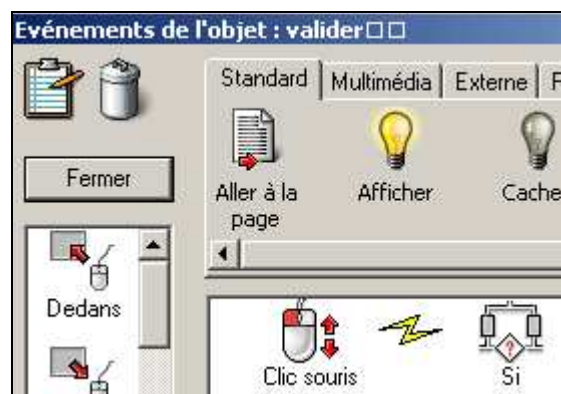 Evénements de l'objet : valider□□
Standard Multimédia Externe F
Fermer
Aller à la
page
Afficher
Cache
Dedans
Clic souris
Si